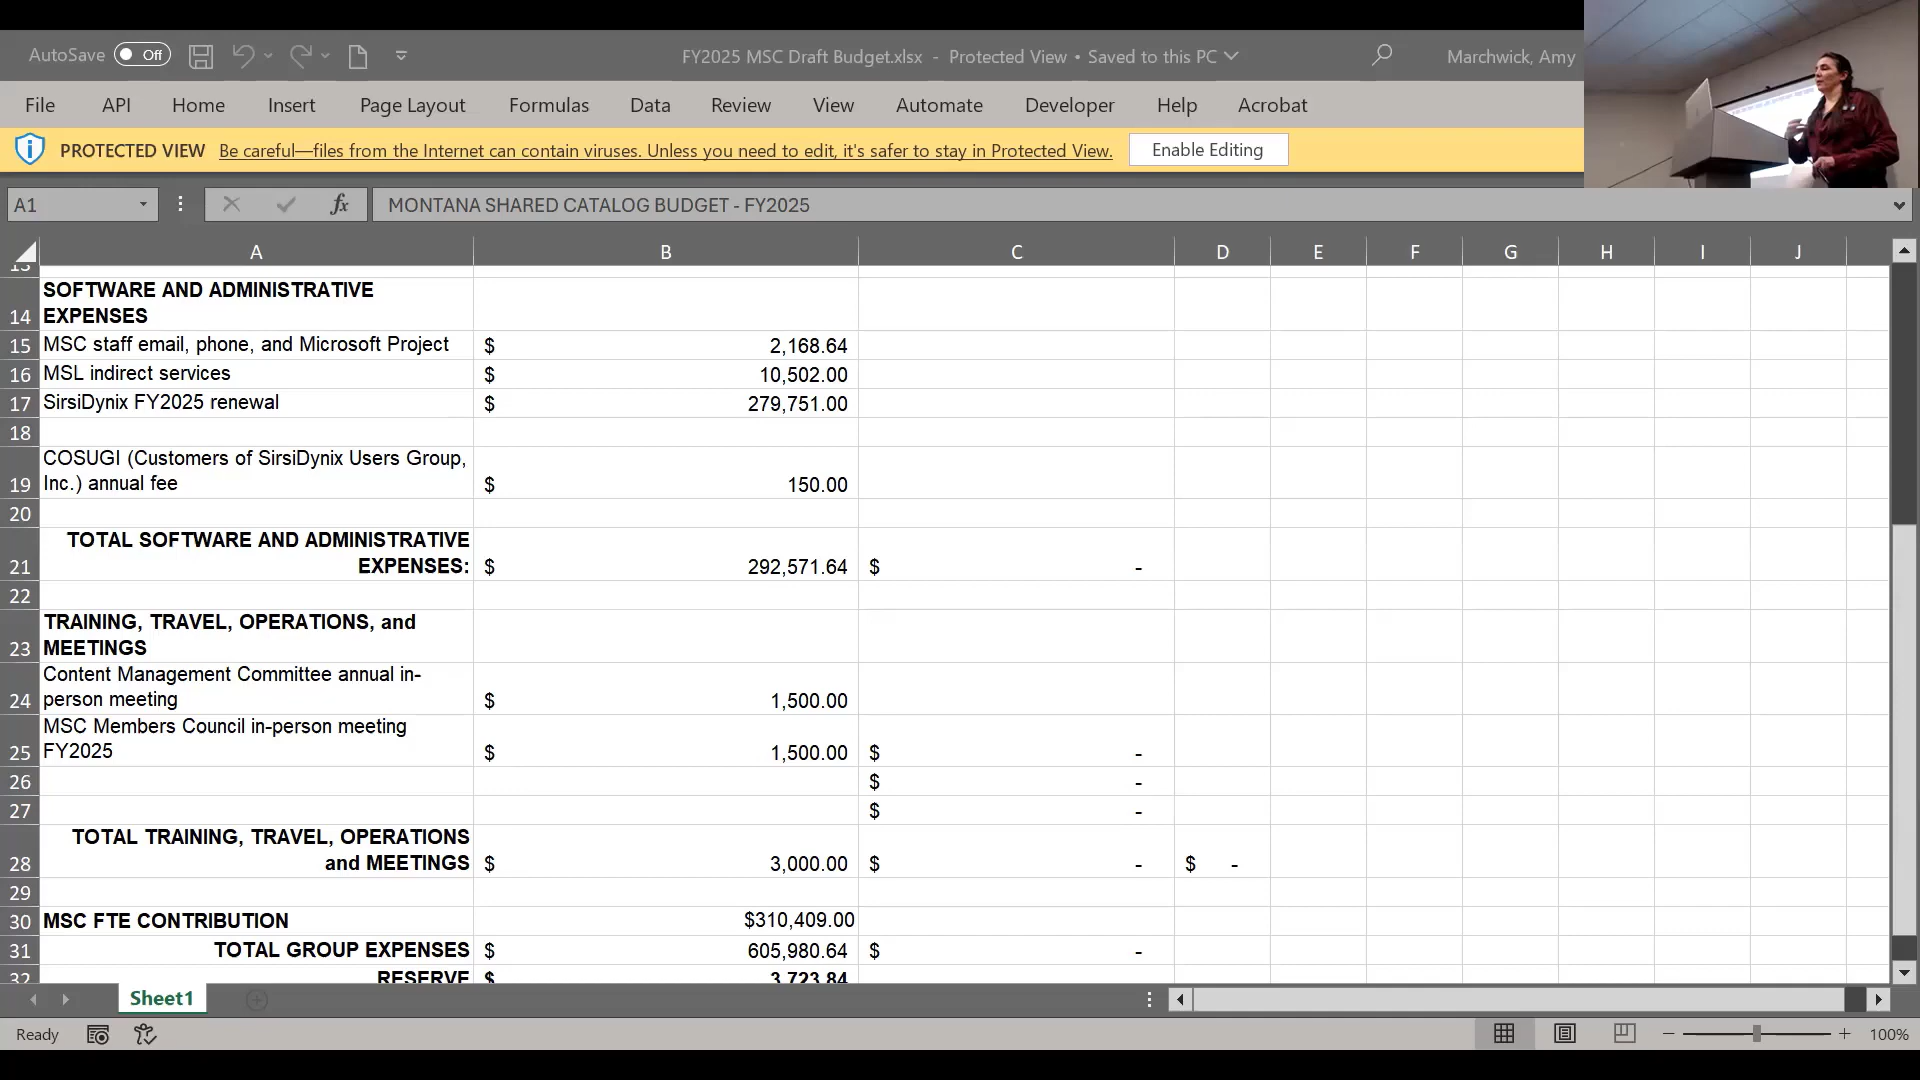 AutoSave Off FY2025 MSC Draft Budget.xlsx - Protected View • Saved to this PC Marchwick, Amy
File API Home Insert Page Layout Formulas Data Review View Automate Developer Help Acrobat
PROTECTED VIEW Be careful—files from the Internet can contain viruses. Unless you need to edit, it's safer to stay in Protected View. Enable Editing
A1 fx MONTANA SHARED CATALOG BUDGET - FY2025
A B C D E F G H I J
13
SOFTWARE AND ADMINISTRATIVE
14 EXPENSES
15 MSC staff email, phone, and Microsoft Project $ 2,168.64
16 MSL indirect services $ 10,502.00
17 SirsiDynix FY2025 renewal $ 279,751.00
18
COSUGI (Customers of SirsiDynix Users Group,
19 Inc.) annual fee $ 150.00
20
TOTAL SOFTWARE AND ADMINISTRATIVE
21 EXPENSES: $ 292,571.64 $ -
22
TRAINING, TRAVEL, OPERATIONS, and
23 MEETINGS
Content Management Committee annual in-
24 person meeting $ 1,500.00
MSC Members Council in-person meeting
25 FY2025 $ 1,500.00 $ -
26 $ -
27 $ -
TOTAL TRAINING, TRAVEL, OPERATIONS
28 and MEETINGS $ 3,000.00 $ - $ -
29
30 MSC FTE CONTRIBUTION $310,409.00
31 TOTAL GROUP EXPENSES $ 605,980.64 $ -
32 RESERVE $ 3,723.84
Sheet1
Ready 100%